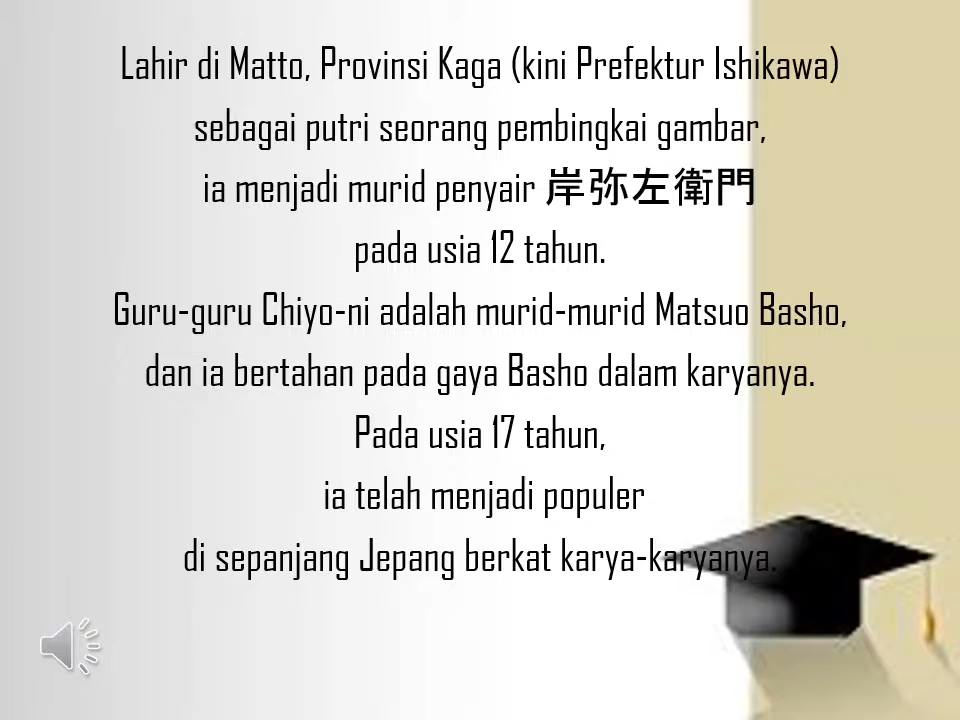 Lahir di Matto, Provinsi Kaga (kini Prefektur Ishikawa)
sebagai putri seorang pembingkai gambar,
ia menjadi murid penyair 岸弥左衛門
pada usia 12 tahun.
Guru-guru Chiyo-ni adalah murid-murid Matsuo Basho,
dan ia bertahan pada gaya Basho dalam karyanya.
Pada usia 17 tahun,
ia telah menjadi populer
di sepanjang Jepang berkat karya-karyanya.